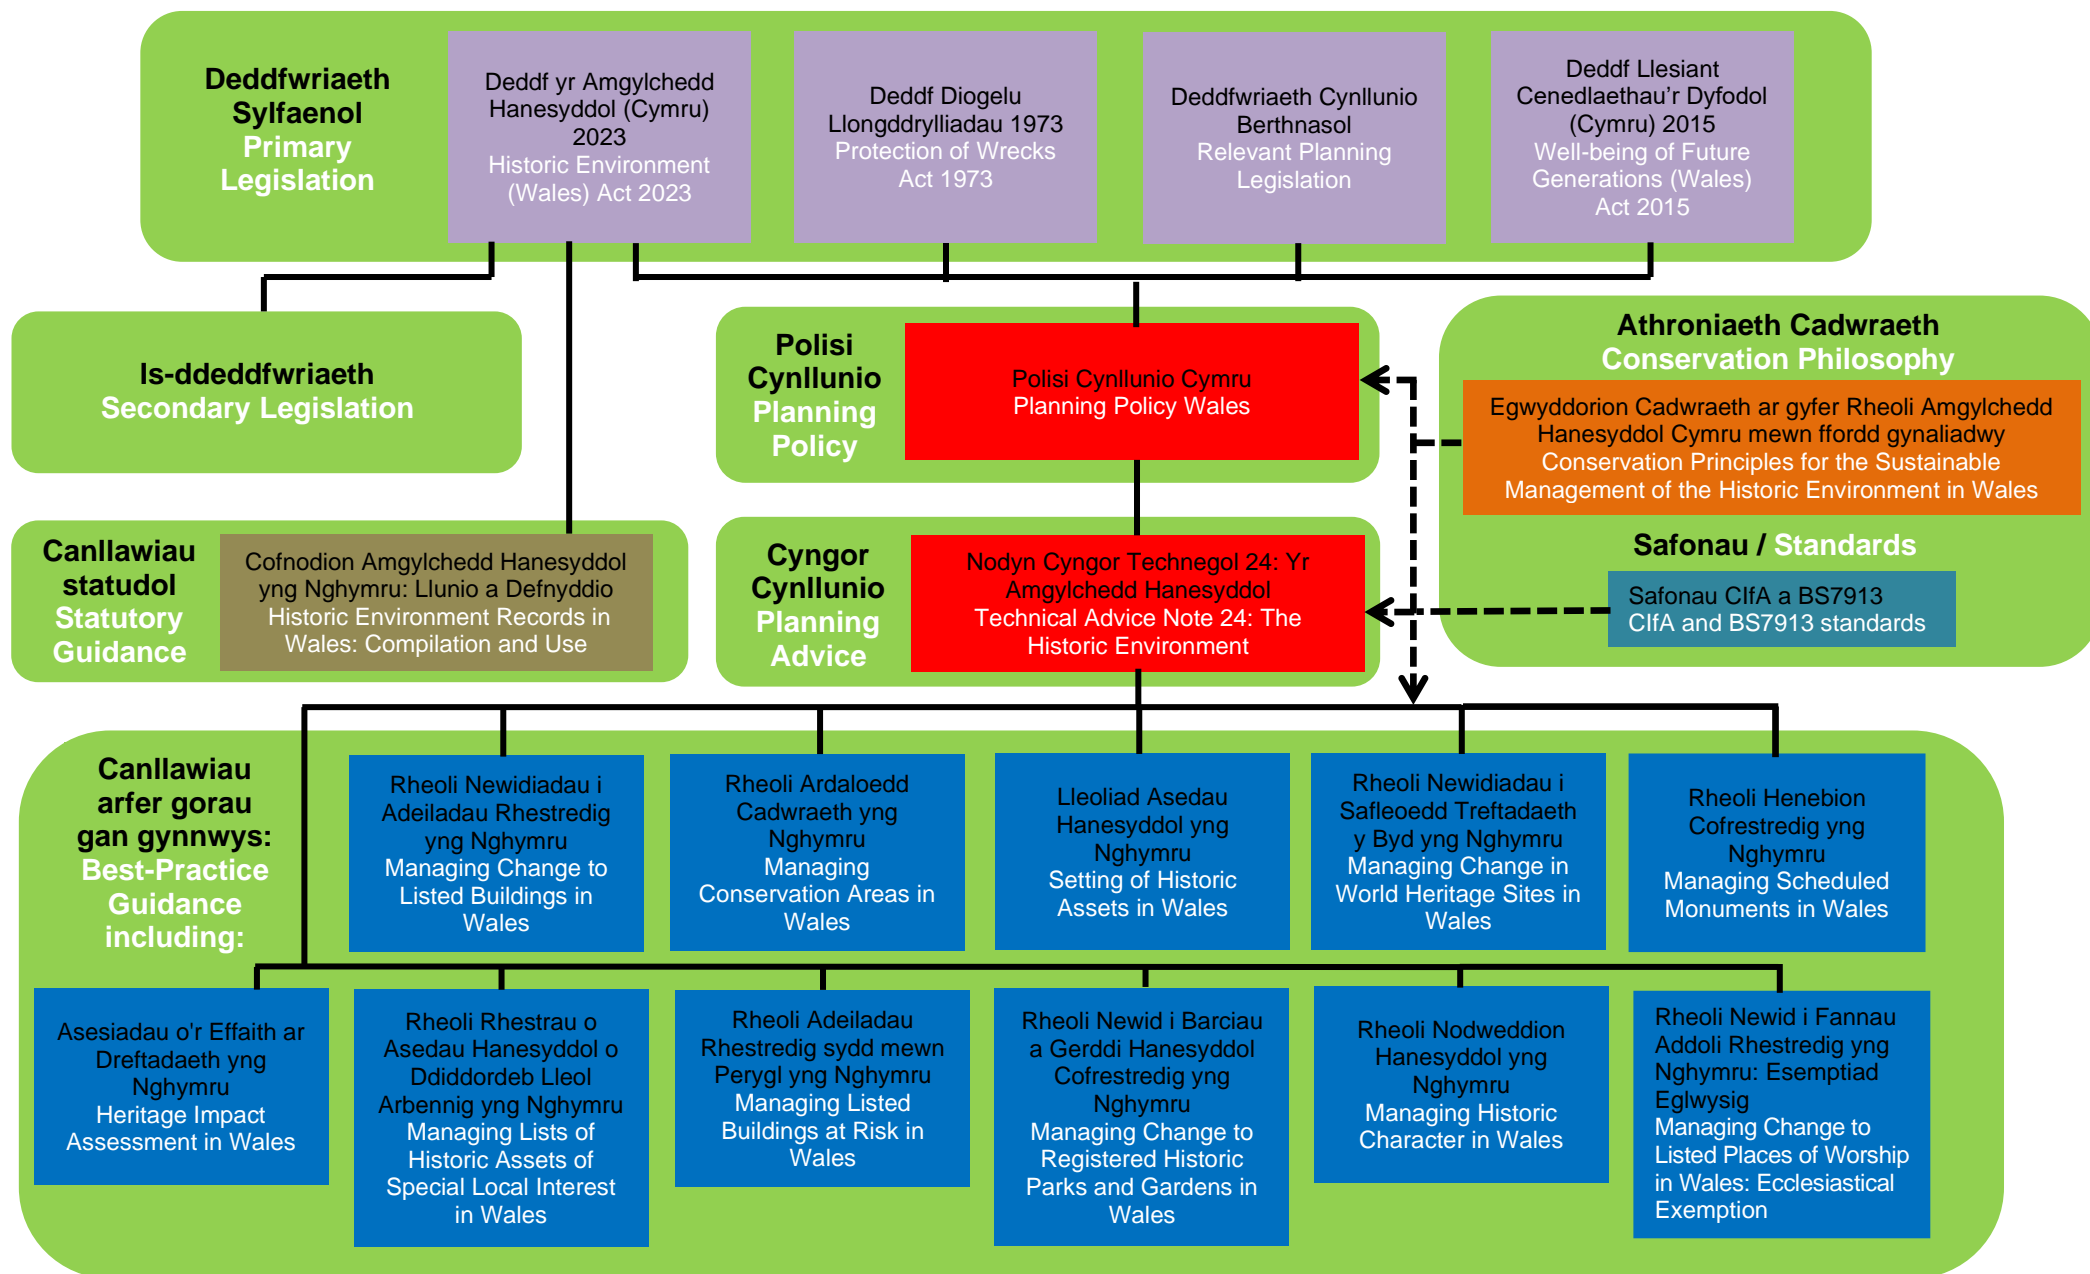 Deddfwriaeth
Sylfaenol
Primary
Legislation
Deddf yr Amgylchedd
Hanesyddol (Cymru)
2023
Historic Environment
(Wales) Act 2023
Deddf Diogelu
Llongddrylliadau 1973
Protection of Wrecks
Act 1973
Deddfwriaeth Cynllunio
Berthnasol
Relevant Planning
Legislation
Deddf Llesiant
Cenedlaethau’r Dyfodol
(Cymru) 2015
Well-being of Future
Generations (Wales)
Act 2015
Is-ddeddfwriaeth
Secondary Legislation
Polisi
Cynllunio
Planning
Policy
Polisi Cynllunio Cymru
Planning Policy Wales
Athroniaeth Cadwraeth
Conservation Philosophy
Egwyddorion Cadwraeth ar gyfer Rheoli Amgylchedd
Hanesyddol Cymru mewn ffordd gynaliadwy
Conservation Principles for the Sustainable
Management of the Historic Environment in Wales
Safonau / Standards
Safonau CIfA a BS7913
CIfA and BS7913 standards
Canllawiau
statudol
Statutory
Guidance
Cofnodion Amgylchedd Hanesyddol
yng Nghymru: Llunio a Defnyddio
Historic Environment Records in
Wales: Compilation and Use
Cyngor
Cynllunio
Planning
Advice
Nodyn Cyngor Technegol 24: Yr
Amgylchedd Hanesyddol
Technical Advice Note 24: The
Historic Environment
Canllawiau
arfer gorau
gan gynnwys:
Best-Practice
Guidance
including:
Rheoli Newidiadau i
Adeiladau Rhestredig
yng Nghymru
Managing Change to
Listed Buildings in
Wales
Rheoli Ardaloedd
Cadwraeth yng
Nghymru
Managing
Conservation Areas in
Wales
Lleoliad Asedau
Hanesyddol yng
Nghymru
Setting of Historic
Assets in Wales
Rheoli Newidiadau i
Safleoedd Treftadaeth
y Byd yng Nghymru
Managing Change in
World Heritage Sites in
Wales
Rheoli Henebion
Cofrestredig yng
Nghymru
Managing Scheduled
Monuments in Wales
Asesiadau o'r Effaith ar
Dreftadaeth yng
Nghymru
Heritage Impact
Assessment in Wales
Rheoli Rhestrau o
Asedau Hanesyddol o
Ddiddordeb Lleol
Arbennig yng Nghymru
Managing Lists of
Historic Assets of
Special Local Interest
in Wales
Rheoli Adeiladau
Rhestredig sydd mewn
Perygl yng Nghymru
Managing Listed
Buildings at Risk in
Wales
Rheoli Newid i Barciau
a Gerddi Hanesyddol
Cofrestredig yng
Nghymru
Managing Change to
Registered Historic
Parks and Gardens in
Wales
Rheoli Nodweddion
Hanesyddol yng
Nghymru
Managing Historic
Character in Wales
Rheoli Newid i Fannau
Addoli Rhestredig yng
Nghymru: Esemptiad
Eglwysig
Managing Change to
Listed Places of Worship
in Wales: Ecclesiastical
Exemption